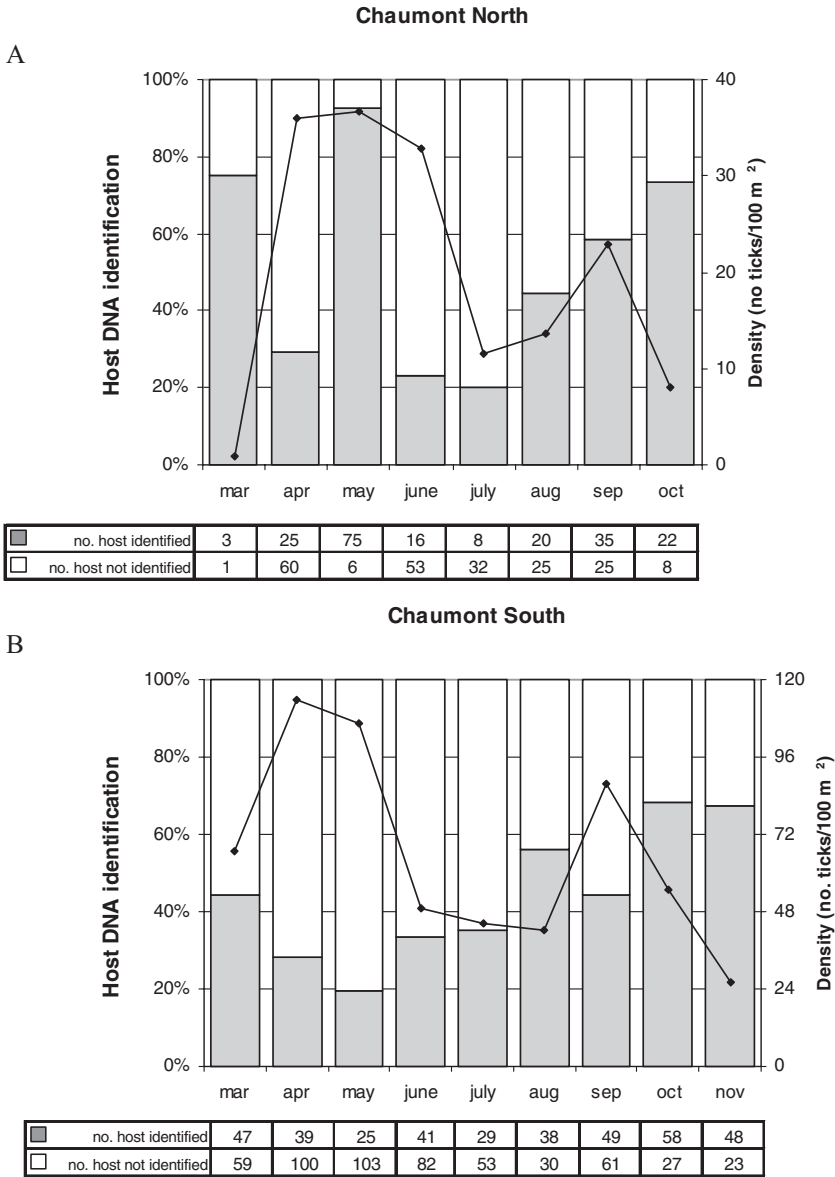 Chaumont North
A
Host DNA identification
100%
80%
60%
40%
20%
0%
40
30
20
10
0
Density (no ticks/100 m 2)
mar apr may june july aug sep oct
no. host identified 3 25 75 16 8 20 35 22
no. host not identified 1 60 6 53 32 25 25 8
Chaumont South
B
Host DNA identification
100%
80%
60%
40%
20%
0%
120
96
72
48
24
0
Density (no. ticks/100 m 2)
mar apr may june july aug sep oct nov
no. host identified 47 39 25 41 29 38 49 58 48
no. host not identified 59 100 103 82 53 30 61 27 23